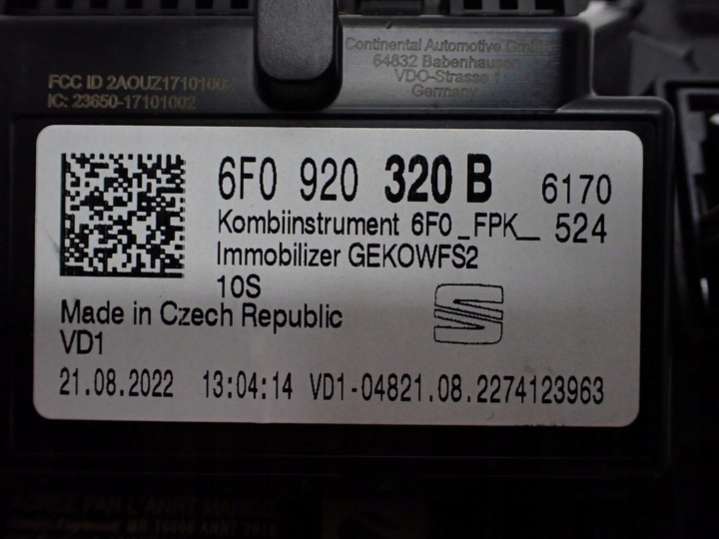 Continental Automotive GmbH
64832 Babenhausen
VDO-Strasse 1
Germany
FCC ID 2AOUZ17101002
IC: 23650-17101002
6F0 920 320 B 6170
Kombiinstrument 6F0_FPK_ 524
Immobilizer GEKOWFS2
10S
Made in Czech Republic
VD1
21.08.2022 13:04:14 VD1-04821.08.2274123963